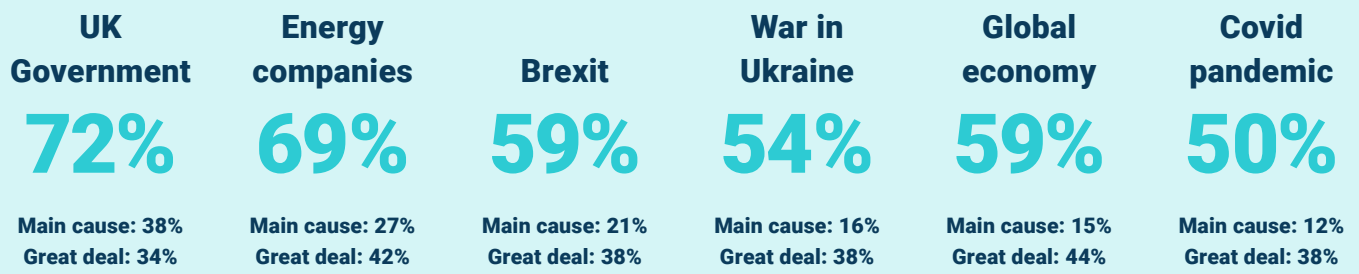 UK
Government
72%
Main cause: 38%
Great deal: 34%
Energy
companies
69%
Main cause: 27%
Great deal: 42%
Brexit
59%
Main cause: 21%
Great deal: 38%
War in
Ukraine
54%
Main cause: 16%
Great deal: 38%
Global
economy
59%
Main cause: 15%
Great deal: 44%
Covid
pandemic
50%
Main cause: 12%
Great deal: 38%